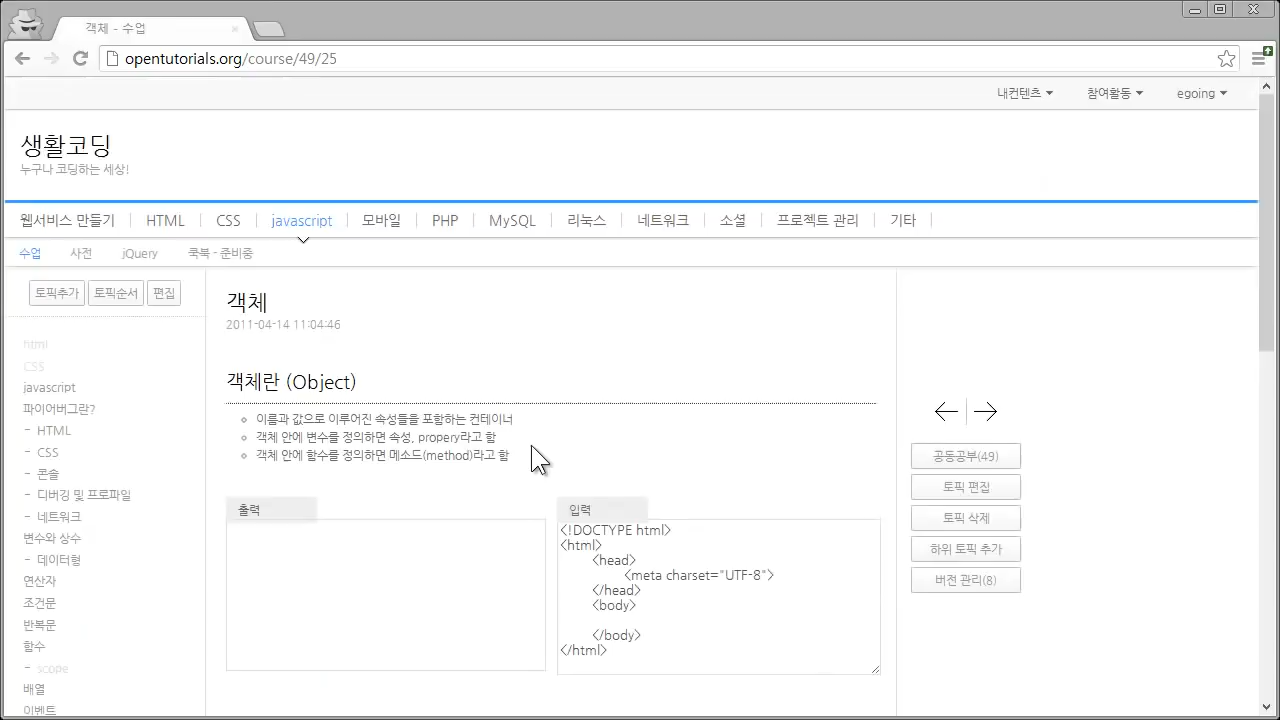 객체 - 수업
opentutorials.org/course/49/25
내컨텐츠 참여활동 egoing
생활코딩
누구나 코딩하는 세상!
웹서비스 만들기 HTML CSS javascript 모바일 PHP MySQL 리눅스 네트워크 소셜 프로젝트 관리 기타
수업 사전 jQuery 쿡북 - 준비중
토픽추가 토픽순서 편집
html
CSS
javascript
파이어버그란?
- HTML
- CSS
- 콘솔
- 디버깅 및 프로파일
- 네트워크
변수와 상수
- 데이터형
연산자
조건문
반복문
함수
- scope
배열
이벤트
객체
2011-04-14 11:04:46
객체란 (Object)
이름과 값으로 이루어진 속성들을 포함하는 컨테이너
객체 안에 변수를 정의하면 속성, propery라고 함
객체 안에 함수를 정의하면 메소드(method)라고 함
출력
입력
<!DOCTYPE html>
<html>
<head>
<meta charset="UTF-8">
</head>
<body>
</body>
</html>
공동공부(49)
토픽 편집
토픽 삭제
하위 토픽 추가
버전 관리(8)